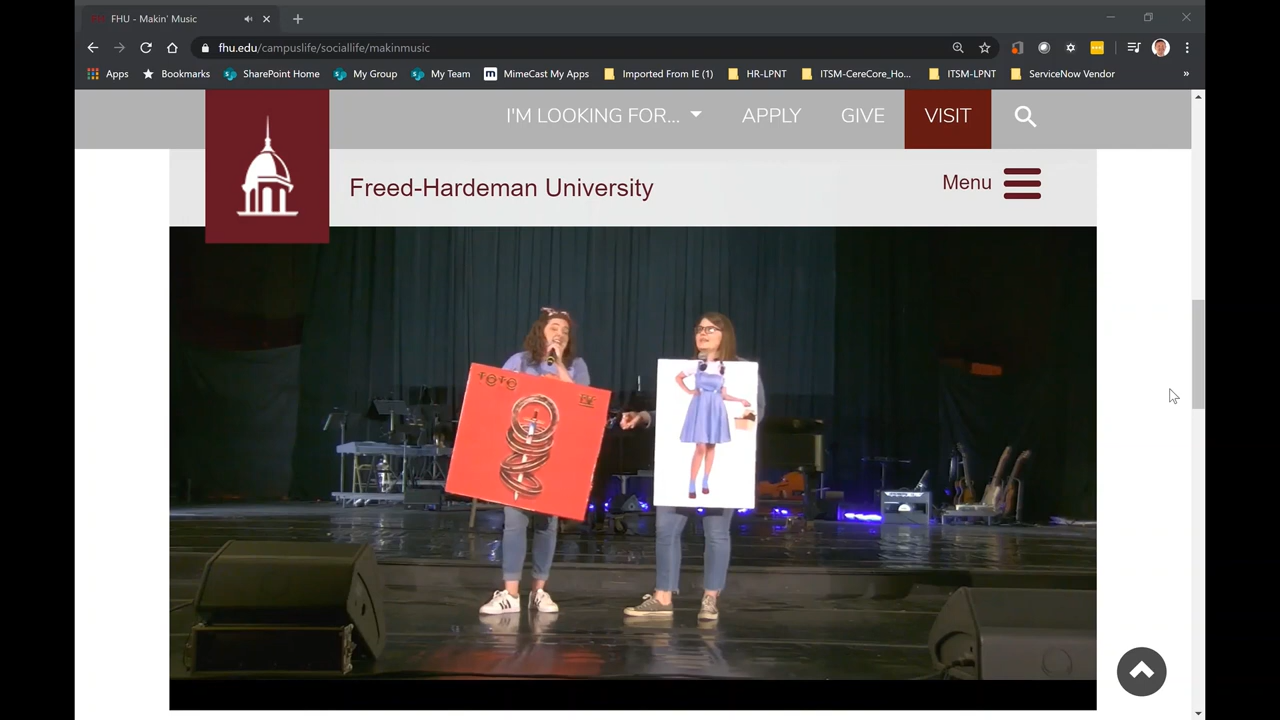 FHU - Makin' Music
fhu.edu/campuslife/sociallife/makinmusic
Apps Bookmarks SharePoint Home My Group My Team m MimeCast My Apps Imported From IE (1) HR-LPNT ITSM-CereCore_Ho... ITSM-LPNT ServiceNow Vendor »
I'M LOOKING FOR... APPLY GIVE VISIT
Freed-Hardeman University
Menu
TOTO
IV